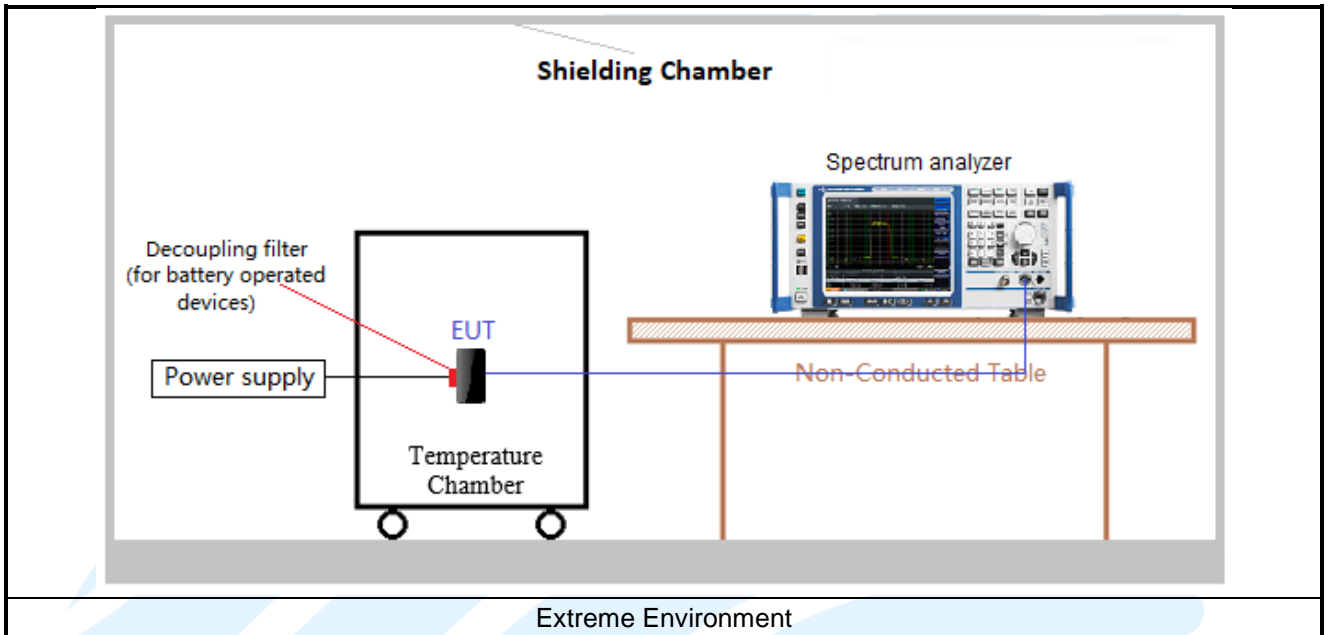 Shielding Chamber
Spectrum analyzer
Decoupling filter
(for battery operated
devices)
EUT
Power supply
Non-Conducted Table
Temperature
Chamber
Extreme Environment